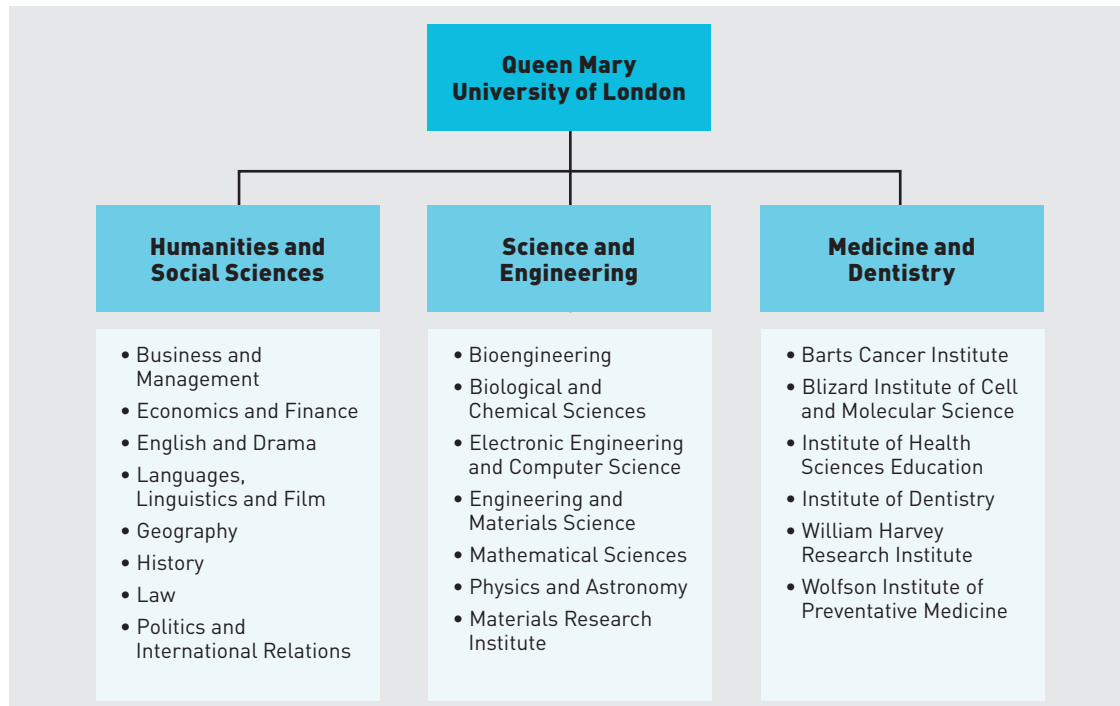 Queen Mary
University of London
Humanities and
Social Sciences
• Business and
Management
• Economics and Finance
• English and Drama
• Languages,
Linguistics and Film
• Geography
• History
• Law
• Politics and
International Relations
Science and
Engineering
• Bioengineering
• Biological and
Chemical Sciences
• Electronic Engineering
and Computer Science
• Engineering and
Materials Science
• Mathematical Sciences
• Physics and Astronomy
• Materials Research
Institute
Medicine and
Dentistry
• Barts Cancer Institute
• Blizard Institute of Cell
and Molecular Science
• Institute of Health
Sciences Education
• Institute of Dentistry
• William Harvey
Research Institute
• Wolfson Institute of
Preventative Medicine